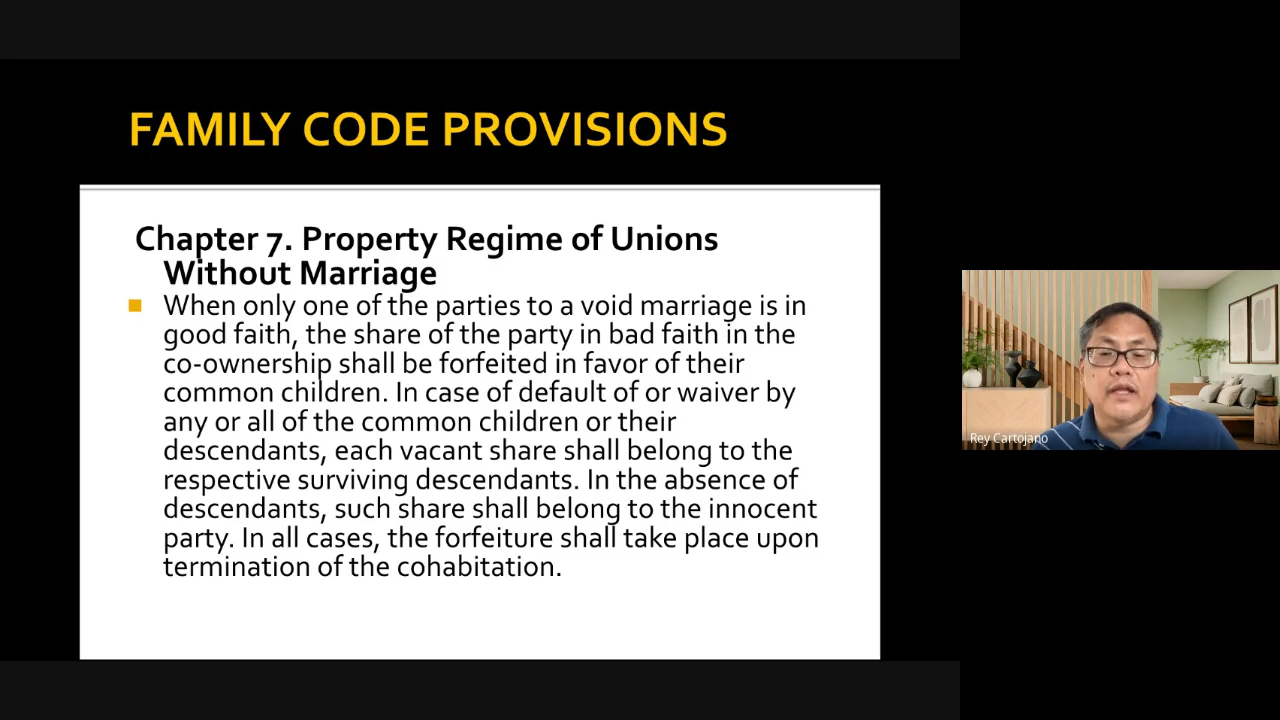 FAMILY CODE PROVISIONS
Chapter 7. Property Regime of Unions
Without Marriage
When only one of the parties to a void marriage is in
good faith, the share of the party in bad faith in the
co-ownership shall be forfeited in favor of their
common children. In case of default of or waiver by
any or all of the common children or their
descendants, each vacant share shall belong to the
respective surviving descendants. In the absence of
descendants, such share shall belong to the innocent
party. In all cases, the forfeiture shall take place upon
termination of the cohabitation.
Rey Cartojano